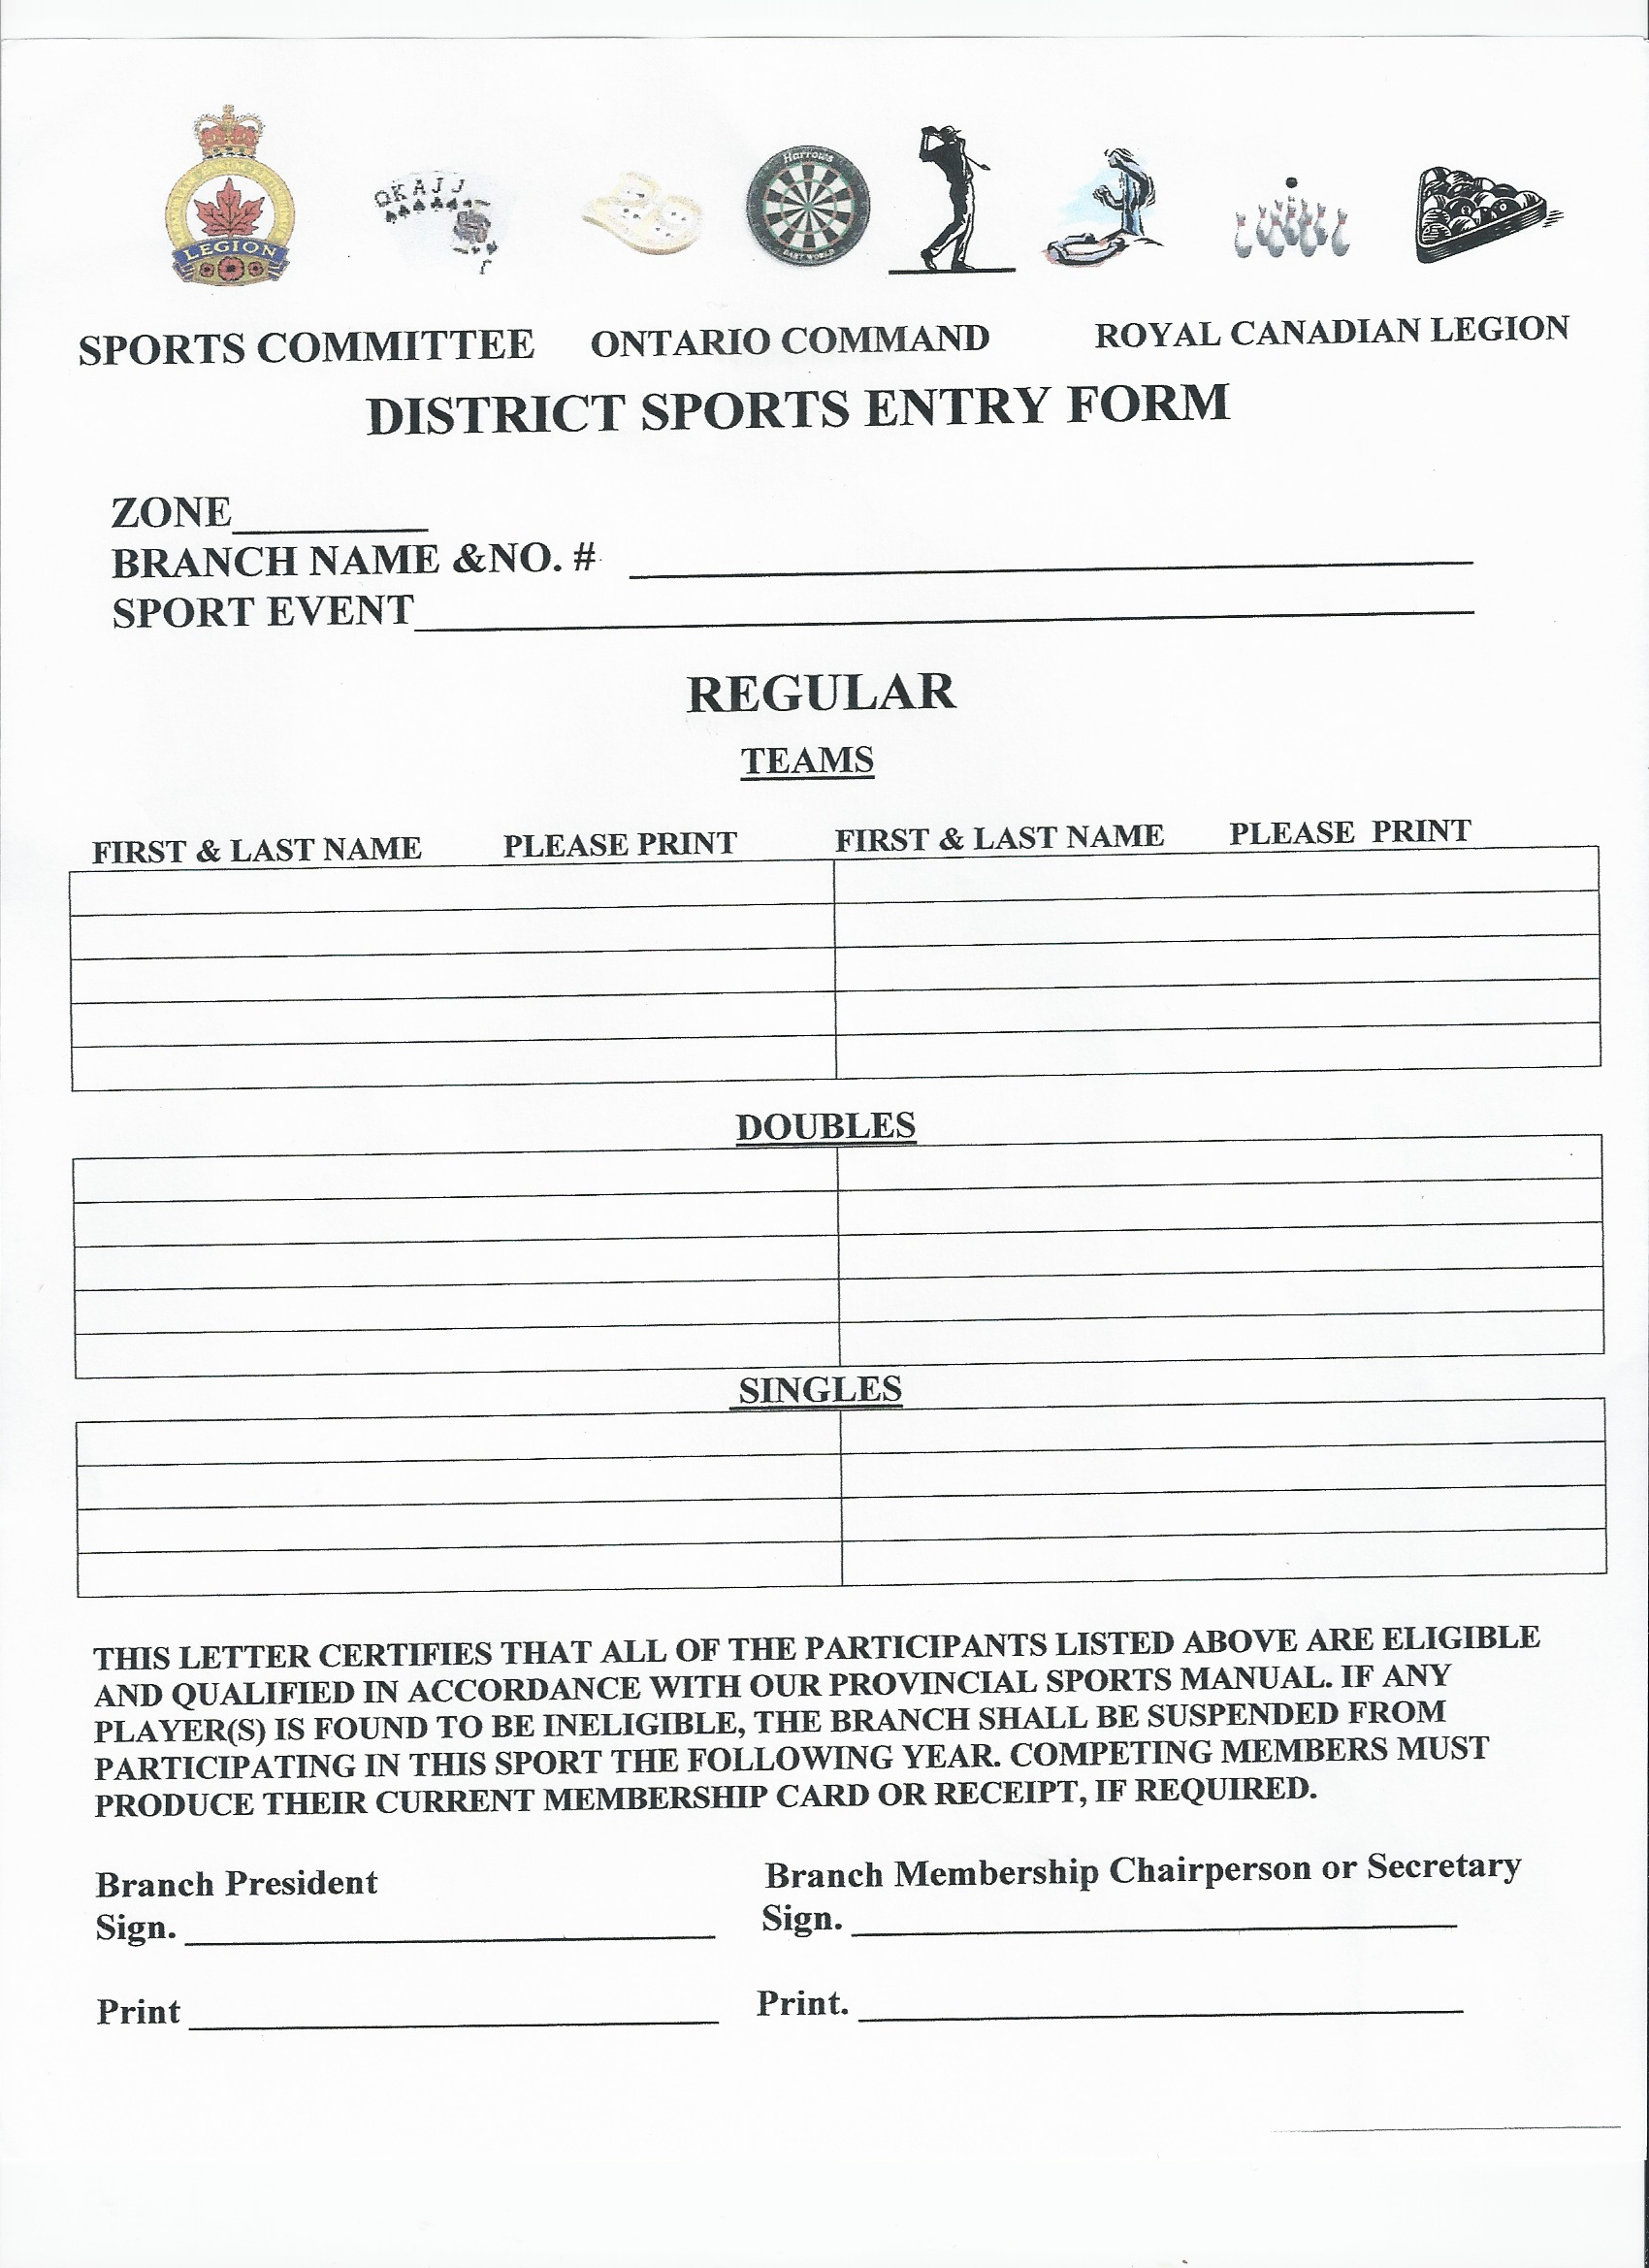 LEGION
QKAJJ
J
Harrows
DART WORLD
SPORTS COMMITTEE ONTARIO COMMAND ROYAL CANADIAN LEGION
DISTRICT SPORTS ENTRY FORM
ZONE
BRANCH NAME &NO. #
SPORT EVENT
REGULAR
TEAMS
FIRST & LAST NAME PLEASE PRINT FIRST & LAST NAME PLEASE PRINT
DOUBLES
SINGLES
THIS LETTER CERTIFIES THAT ALL OF THE PARTICIPANTS LISTED ABOVE ARE ELIGIBLE
AND QUALIFIED IN ACCORDANCE WITH OUR PROVINCIAL SPORTS MANUAL. IF ANY
PLAYER(S) IS FOUND TO BE INELIGIBLE, THE BRANCH SHALL BE SUSPENDED FROM
PARTICIPATING IN THIS SPORT THE FOLLOWING YEAR. COMPETING MEMBERS MUST
PRODUCE THEIR CURRENT MEMBERSHIP CARD OR RECEIPT, IF REQUIRED.
Branch President Branch Membership Chairperson or Secretary
Sign. Sign.
Print Print.